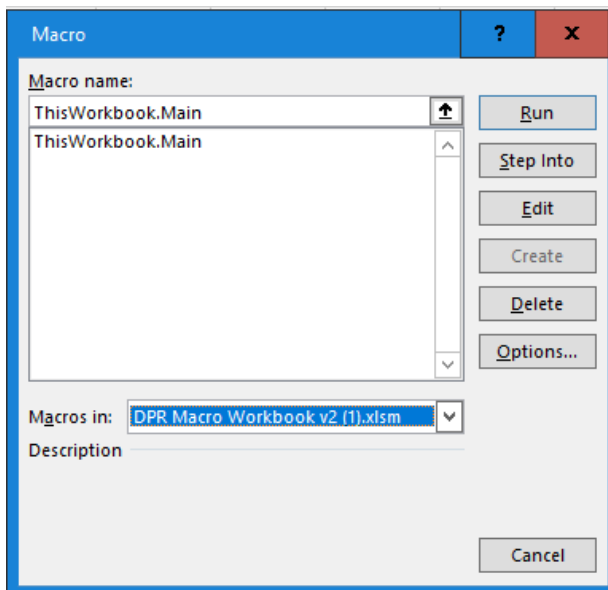 Macro
? x
Macro name:
ThisWorkbook.Main
ThisWorkbook.Main
Run
Step Into
Edit
Create
Delete
Options...
Macros in: DPR Macro Workbook v2 (1).xlsm
Description
Cancel